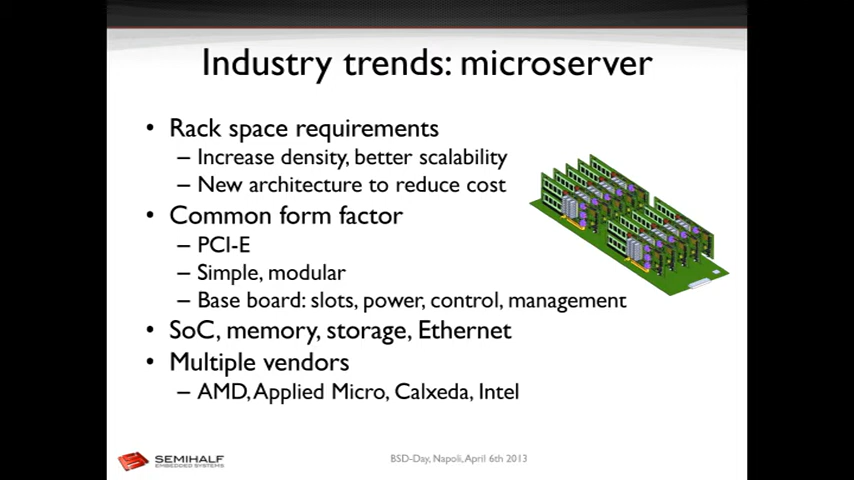 Industry trends: microserver
• Rack space requirements
– Increase density, better scalability
– New architecture to reduce cost
• Common form factor
– PCI-E
– Simple, modular
– Base board: slots, power, control, management
• SoC, memory, storage, Ethernet
• Multiple vendors
– AMD, Applied Micro, Calxeda, Intel
SEMIHALF
EMBEDDED SYSTEMS
BSD-Day, Napoli, April 6th 2013